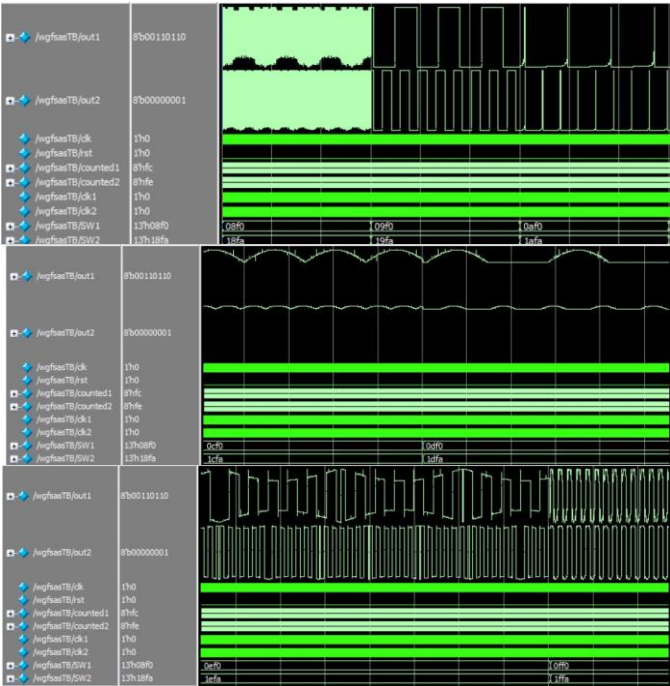 /wgfsasTB/out1 8'b00110110
/wgfsasTB/out2 8'b00000001
/wgfsasTB/clk 1'h0
/wgfsasTB/rst 1'h0
/wgfsasTB/counted1 8'hfc
/wgfsasTB/counted2 8'hfe
/wgfsasTB/clk1 1'h0
/wgfsasTB/clk2 1'h0
/wgfsasTB/SW1 13'h08f0 08f0 09f0 0af0
/wgfsasTB/SW2 13'h18fa 18fa 19fa 1afa
/wgfsasTB/out1 8'b00110110
/wgfsasTB/out2 8'b00000001
/wgfsasTB/clk 1'h0
/wgfsasTB/rst 1'h0
/wgfsasTB/counted1 8'hfc
/wgfsasTB/counted2 8'hfe
/wgfsasTB/clk1 1'h0
/wgfsasTB/clk2 1'h0
/wgfsasTB/SW1 13'h08f0 0cf0 0df0
/wgfsasTB/SW2 13'h18fa 1cfa 1dfa
/wgfsasTB/out1 8'b00110110
/wgfsasTB/out2 8'b00000001
/wgfsasTB/clk 1'h0
/wgfsasTB/rst 1'h0
/wgfsasTB/counted1 8'hfc
/wgfsasTB/counted2 8'hfe
/wgfsasTB/clk1 1'h0
/wgfsasTB/clk2 1'h0
/wgfsasTB/SW1 13'h08f0 0ef0 0ff0
/wgfsasTB/SW2 13'h18fa 1efa 1ffa